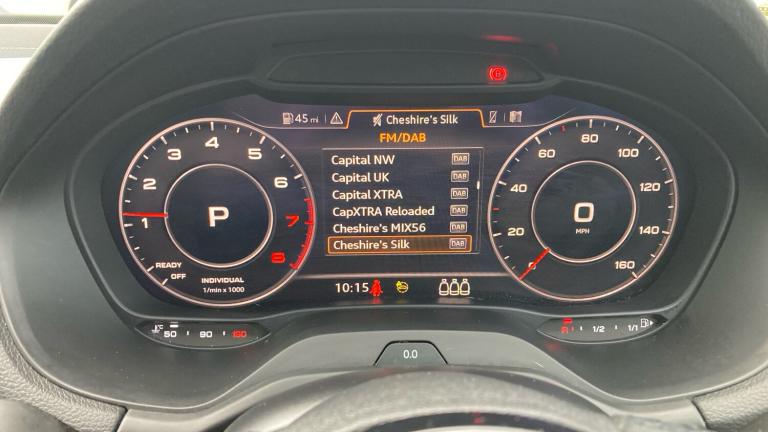 45 mi
Cheshire's Silk
FM/DAB
Capital NW DAB
Capital UK DAB
Capital XTRA DAB
CapXTRA Reloaded DAB
Cheshire's MIX56 DAB
Cheshire's Silk DAB
1 2 3 4 5 6 7 8
P
READY
OFF
INDIVIDUAL
1/min x 1000
0 20 40 60 80 100 120 140 160
0
MPH
10:15
°C 50 90 150
R 1/2 1/1
0.0